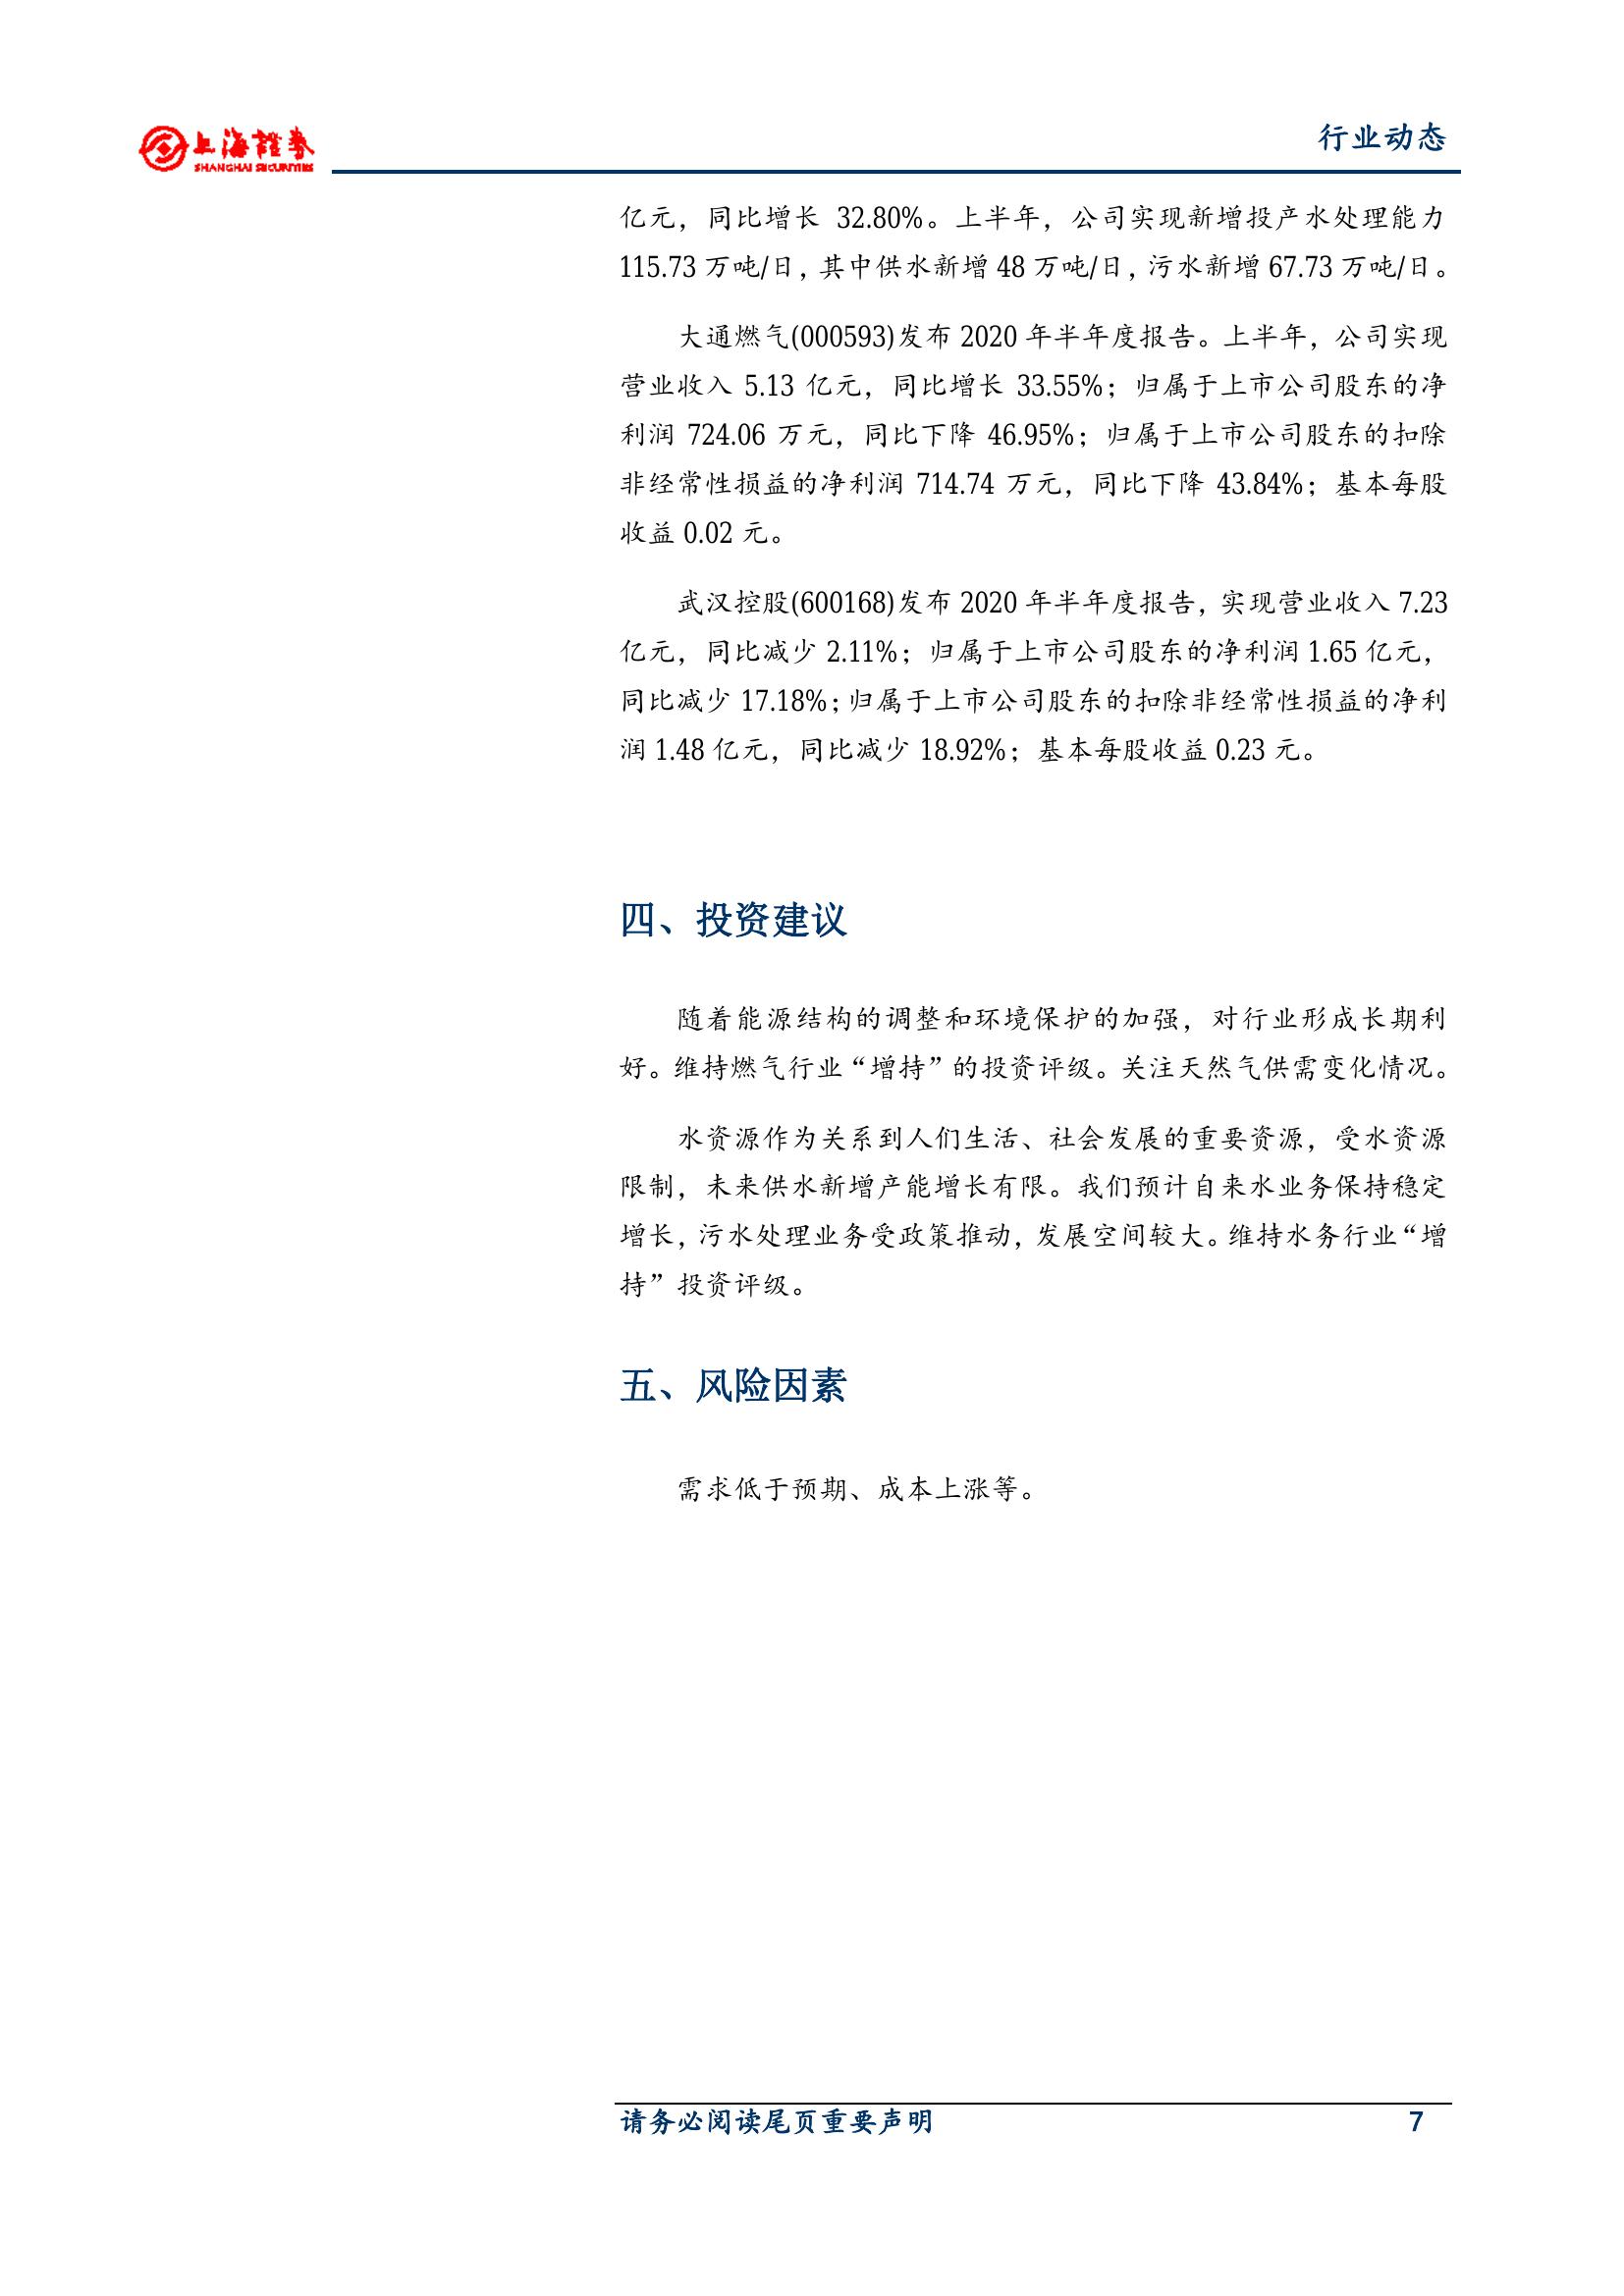 上海證券
SHANGHAI SECURITIES
行业动态
亿元，同比增长 32.80%。上半年，公司实现新增投产水处理能力
115.73 万吨/日，其中供水新增 48 万吨/日，污水新增 67.73 万吨/日。
大通燃气(000593)发布 2020 年半年度报告。上半年，公司实现
营业收入 5.13 亿元，同比增长 33.55%；归属于上市公司股东的净
利润 724.06 万元，同比下降 46.95%；归属于上市公司股东的扣除
非经常性损益的净利润 714.74 万元，同比下降 43.84%；基本每股
收益 0.02 元。
武汉控股(600168)发布 2020 年半年度报告，实现营业收入 7.23
亿元，同比减少 2.11%；归属于上市公司股东的净利润 1.65 亿元，
同比减少 17.18%；归属于上市公司股东的扣除非经常性损益的净利
润 1.48 亿元，同比减少 18.92%；基本每股收益 0.23 元。
四、投资建议
随着能源结构的调整和环境保护的加强，对行业形成长期利
好。维持燃气行业“增持”的投资评级。关注天然气供需变化情况。
水资源作为关系到人们生活、社会发展的重要资源，受水资源
限制，未来供水新增产能增长有限。我们预计自来水业务保持稳定
增长，污水处理业务受政策推动，发展空间较大。维持水务行业“增
持”投资评级。
五、风险因素
需求低于预期、成本上涨等。
请务必阅读尾页重要声明
7